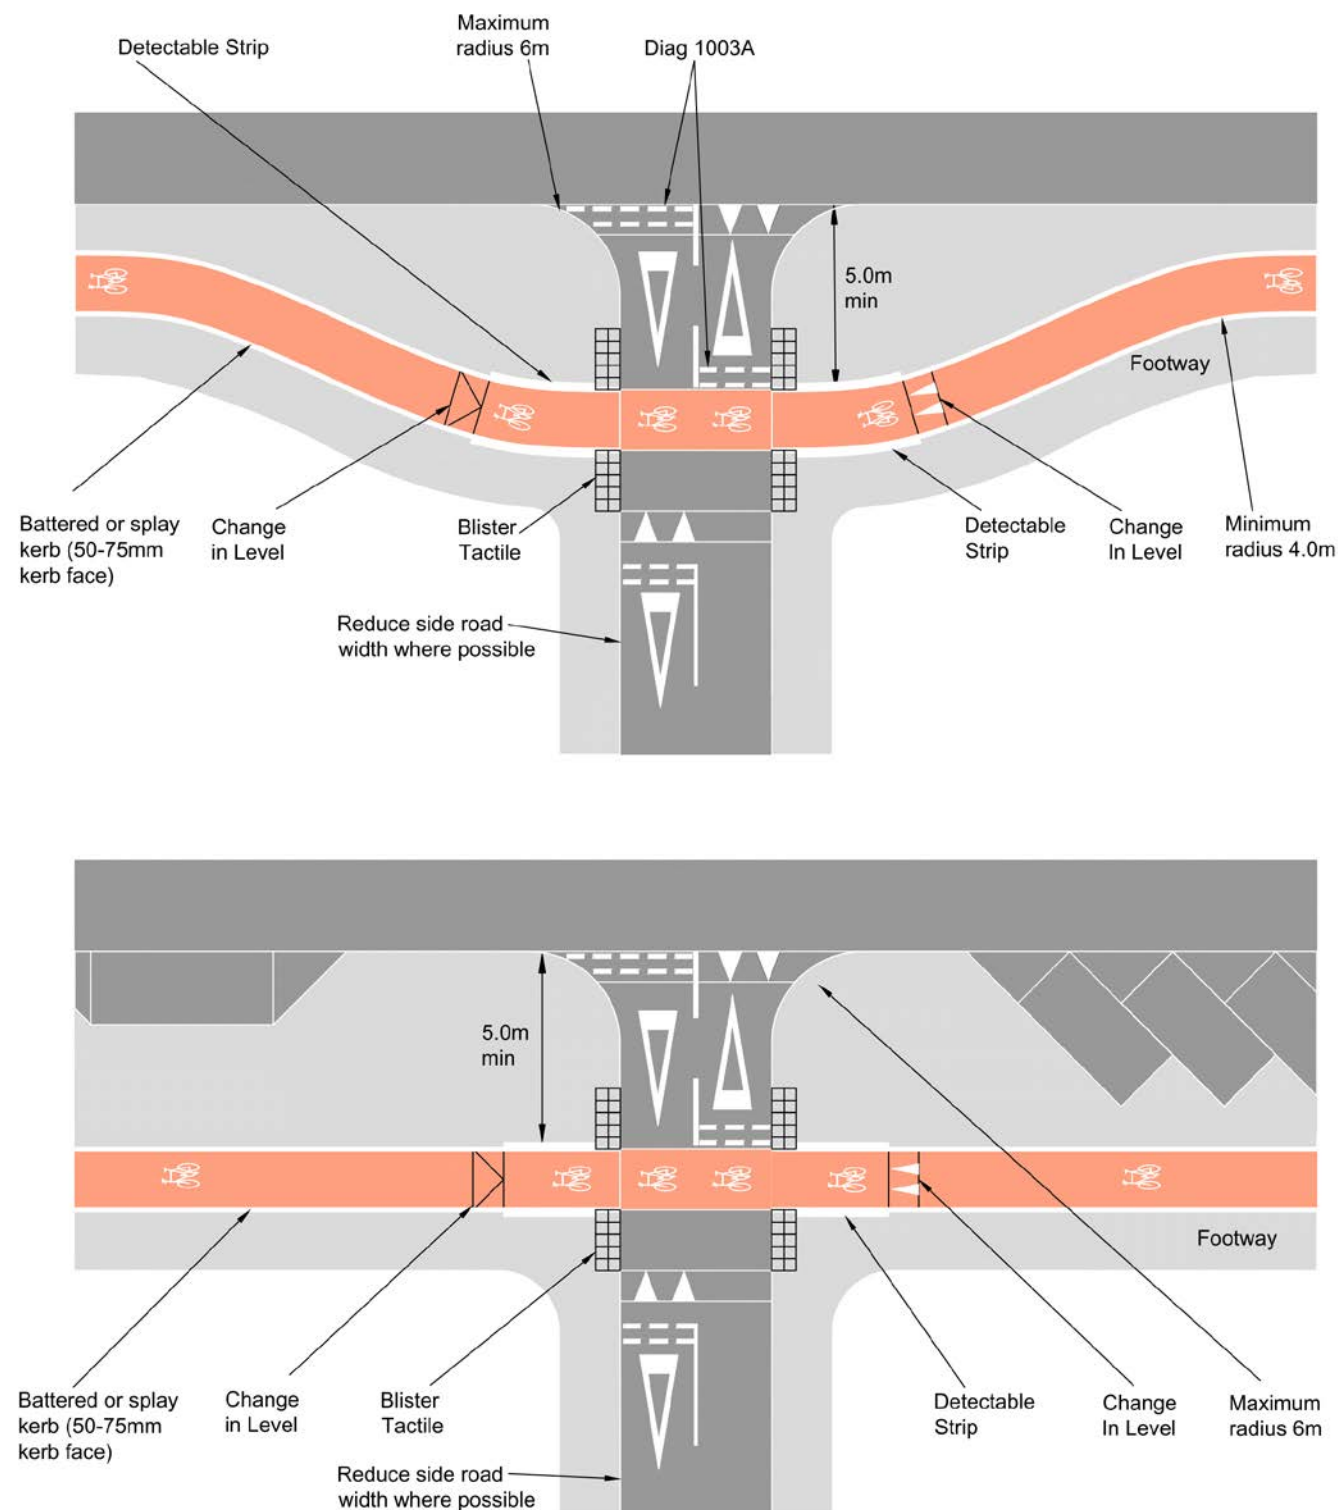 Detectable Strip
Maximum
radius 6m
Diag 1003A
5.0m
min
Footway
Battered or splay
kerb (50-75mm
kerb face)
Change
in Level
Blister
Tactile
Detectable
Strip
Change
In Level
Minimum
radius 4.0m
Reduce side road
width where possible
5.0m
min
Footway
Battered or splay
kerb (50-75mm
kerb face)
Change
in Level
Blister
Tactile
Detectable
Strip
Change
In Level
Maximum
radius 6m
Reduce side road
width where possible